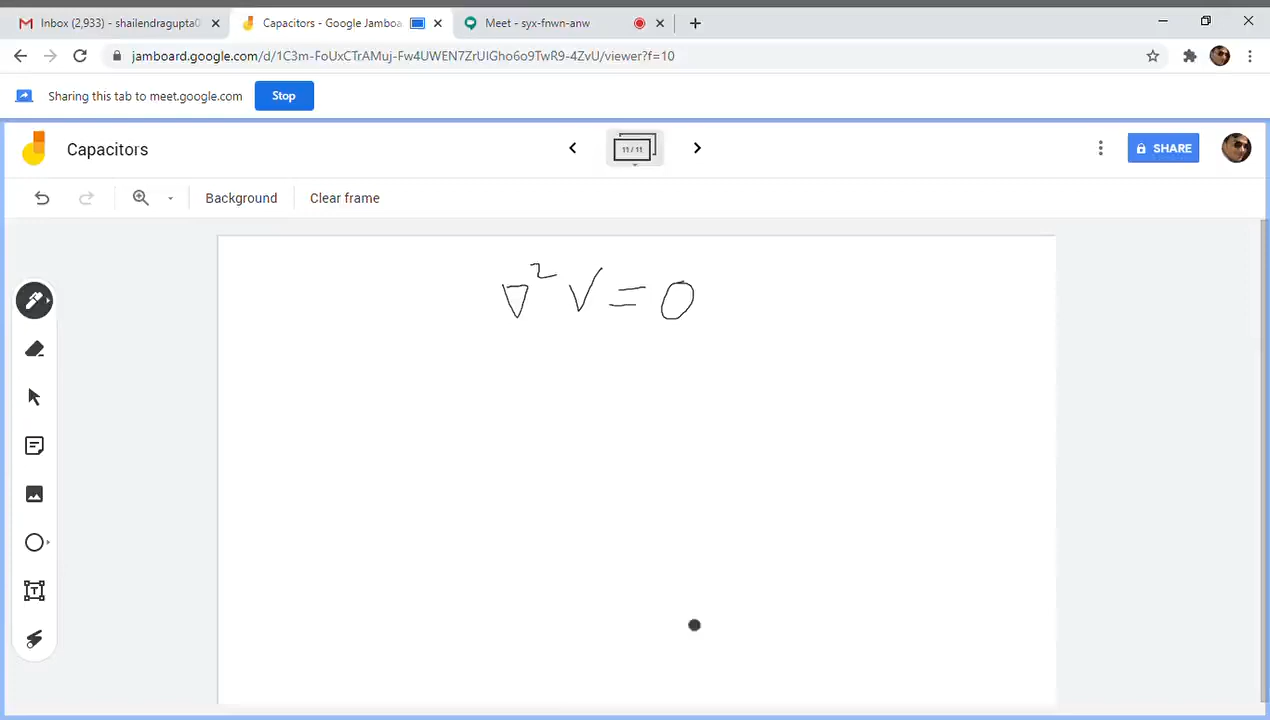 Inbox (2,933) - shailendragupta0
Capacitors - Google Jamboa
Meet - syx-fnwn-anw
jamboard.google.com/d/1C3m-FoUxCTrAMuj-Fw4UWEN7ZrUIGho6o9TwR9-4ZvU/viewer?f=10
Sharing this tab to meet.google.com
Stop
Capacitors
11 / 11
SHARE
Background
Clear frame
∇² V = 0
T